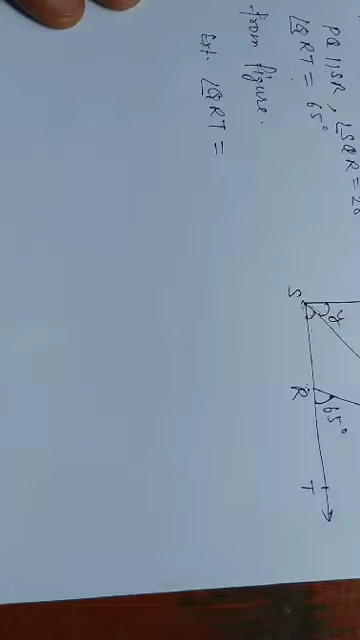 PQ || SR, ∠SQR = 28
∠QRT = 65°
from figure.
Ext. ∠QRT =
S
y
R
65°
T